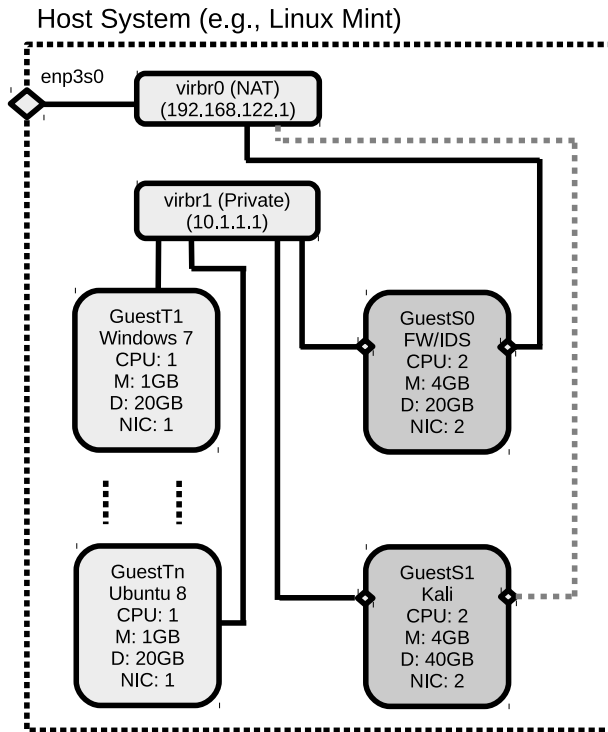 Host System (e.g., Linux Mint)
enp3s0
virbr0 (NAT)
(192.168.122.1)
virbr1 (Private)
(10.1.1.1)
GuestT1
Windows 7
CPU: 1
M: 1GB
D: 20GB
NIC: 1
GuestS0
FW/IDS
CPU: 2
M: 4GB
D: 20GB
NIC: 2
GuestTn
Ubuntu 8
CPU: 1
M: 1GB
D: 20GB
NIC: 1
GuestS1
Kali
CPU: 2
M: 4GB
D: 40GB
NIC: 2